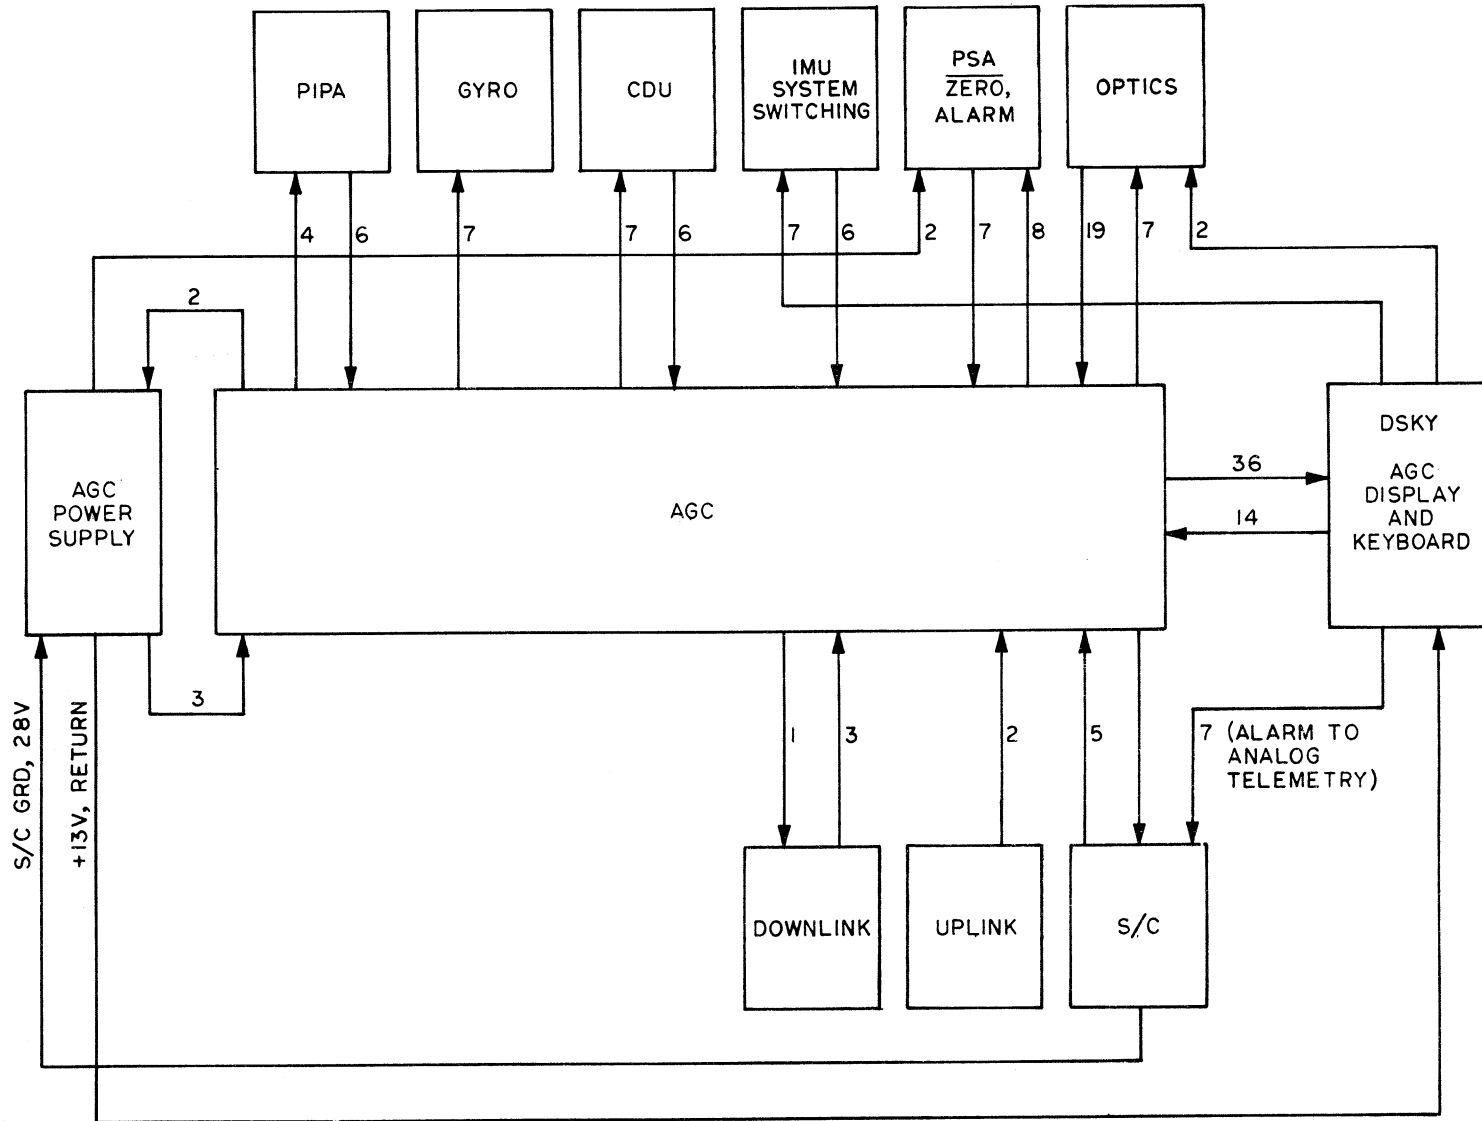 PIPA
GYRO
CDU
IMU
SYSTEM
SWITCHING
PSA
ZERO,
ALARM
OPTICS
4
6
7
7
6
7
6
2
7
8
19
7
2
2
AGC
POWER
SUPPLY
AGC
36
14
DSKY
AGC
DISPLAY
AND
KEYBOARD
3
S/C GRD, 28V
+13V, RETURN
1
3
2
5
7 (ALARM TO
ANALOG
TELEMETRY)
DOWNLINK
UPLINK
S/C